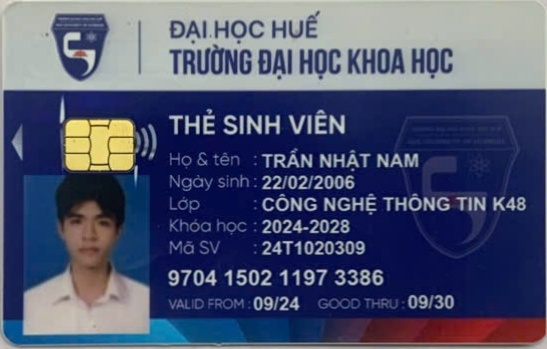 ĐẠI HỌC HUẾ
TRƯỜNG ĐẠI HỌC KHOA HỌC
THẺ SINH VIÊN
Họ & tên : TRẦN NHẬT NAM
Ngày sinh : 22/02/2006
Lớp : CÔNG NGHỆ THÔNG TIN K48
Khóa học : 2024-2028
Mã SV : 24T1020309
9704 1502 1197 3386
VALID FROM : 09/24 GOOD THRU : 09/30